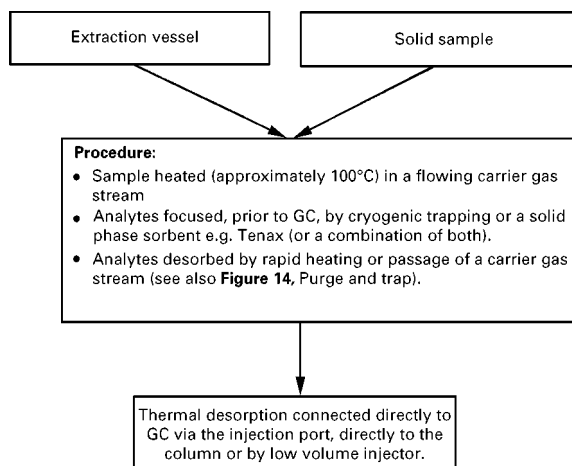 Extraction vessel
Solid sample
Procedure:
• Sample heated (approximately 100°C) in a flowing carrier gas
stream
• Analytes focused, prior to GC, by cryogenic trapping or a solid
phase sorbent e.g. Tenax (or a combination of both).
• Analytes desorbed by rapid heating or passage of a carrier gas
stream (see also Figure 14, Purge and trap).
Thermal desorption connected directly to
GC via the injection port, directly to the
column or by low volume injector.